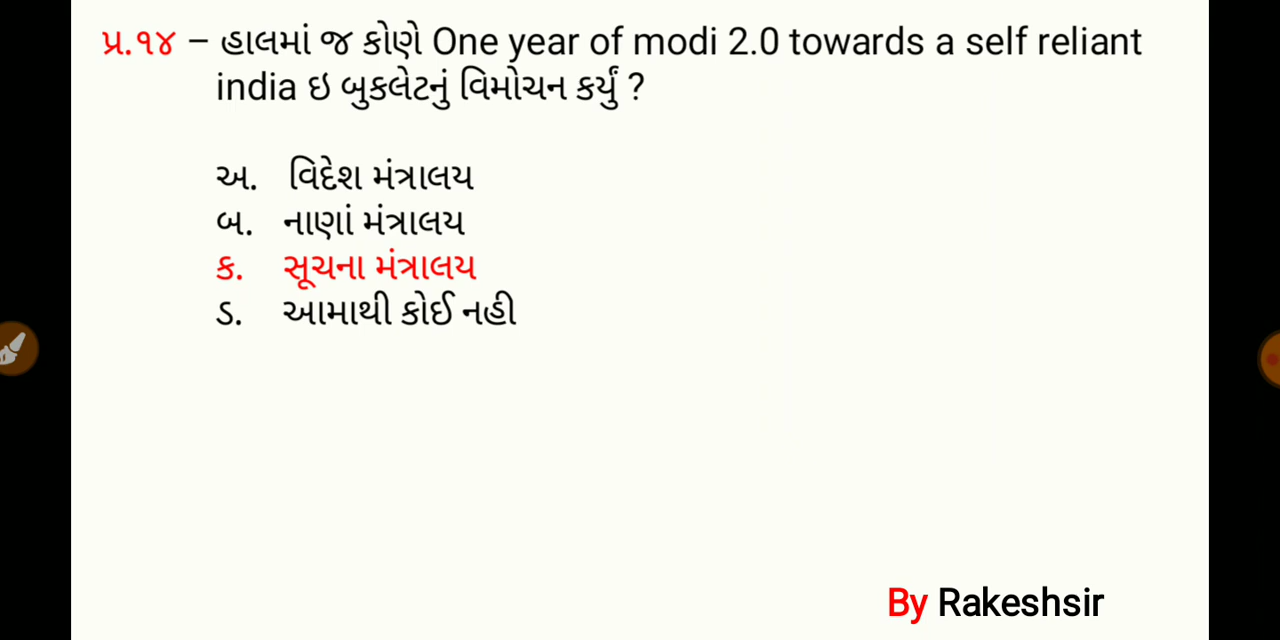 પ્ર.૧૪ – હાલમાં જ કોણે One year of modi 2.0 towards a self reliant
india ઇ બુકલેટનું વિમોચન કર્યું ?
અ. વિદેશ મંત્રાલય
બ. નાણાં મંત્રાલય
ક. સૂચના મંત્રાલય
ડ. આમાથી કોઈ નહી
By Rakeshsir